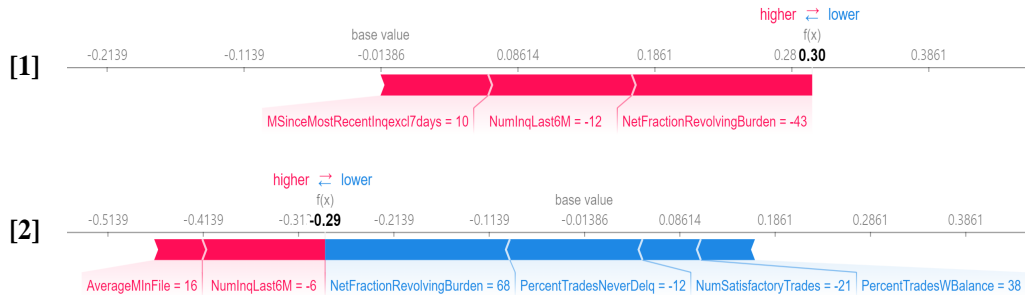 higher ⇄ lower
base value f(x)
[1] -0.2139 -0.1139 -0.01386 0.08614 0.1861 0.28 0.30 0.3861
MSinceMostRecentInqexcl7days = 10 NumInqLast6M = -12 NetFractionRevolvingBurden = -43
higher ⇄ lower
f(x) base value
[2] -0.5139 -0.4139 -0.31 -0.29 -0.2139 -0.1139 -0.01386 0.08614 0.1861 0.2861 0.3861
AverageMInFile = 16 NumInqLast6M = -6 NetFractionRevolvingBurden = 68 PercentTradesNeverDelq = -12 NumSatisfactoryTrades = -21 PercentTradesWBalance = 38